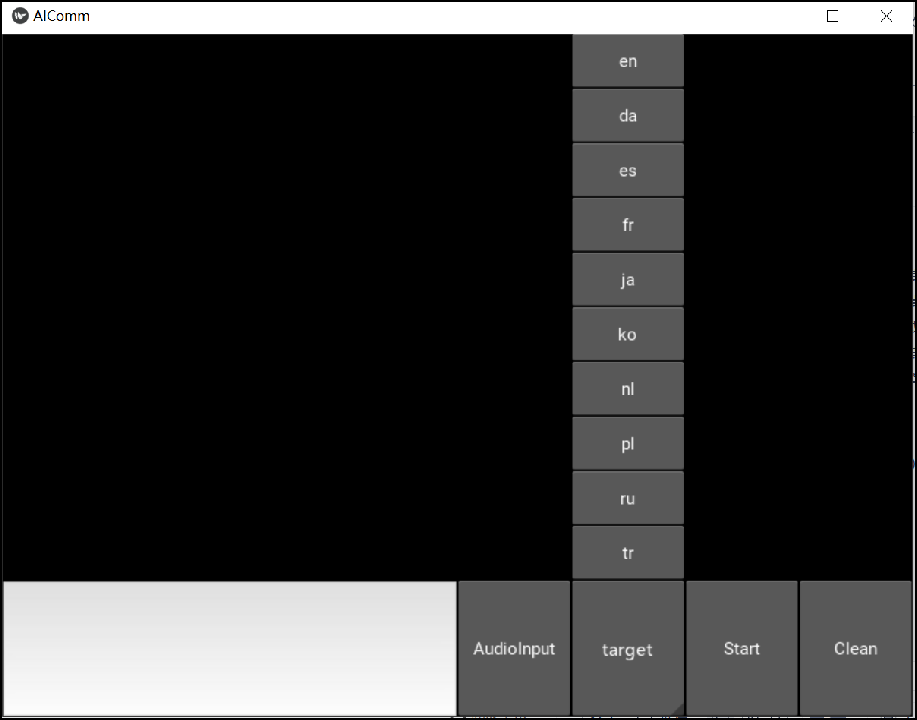 AIComm
en
da
es
fr
ja
ko
nl
pl
ru
tr
AudioInput target Start Clean